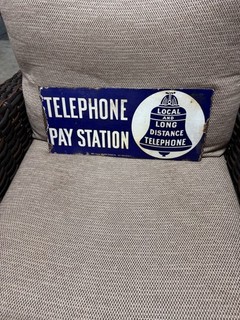 TELEPHONE
PAY STATION
LOCAL
AND
LONG
DISTANCE
TELEPHONE